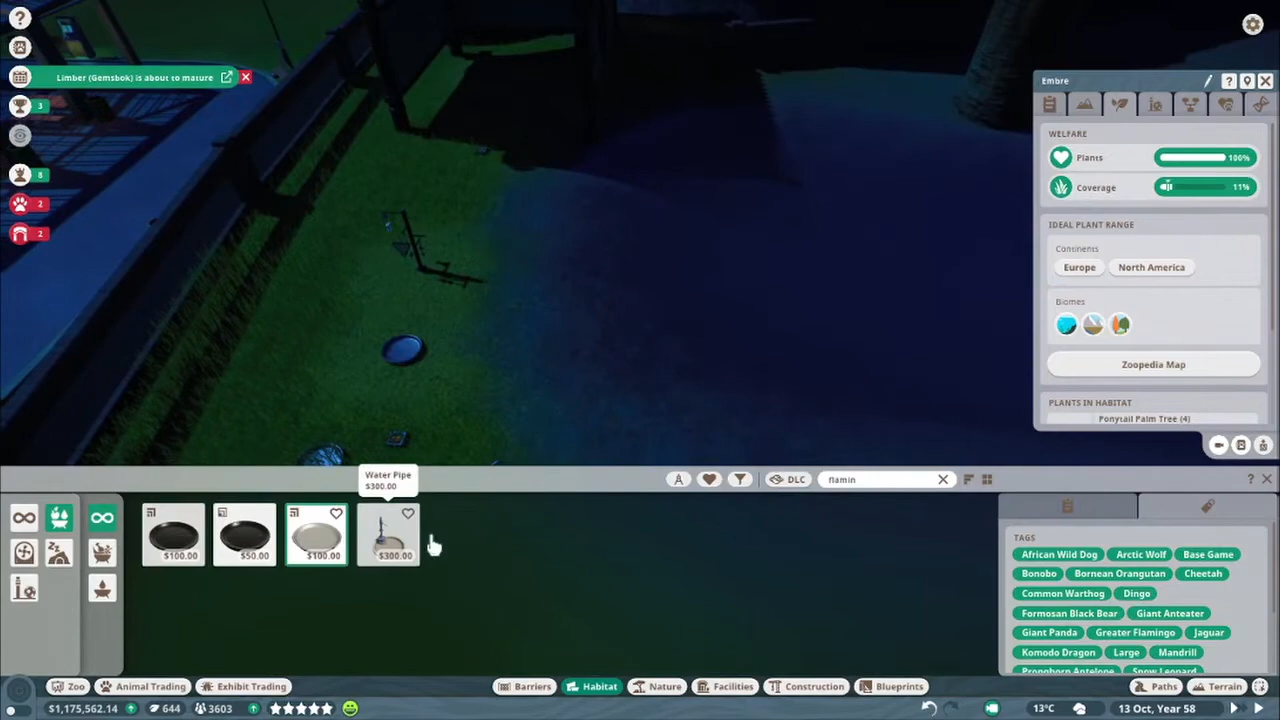 ?
Limber (Gemsbok) is about to mature
3
8
2
2
Embre
?
WELFARE
Plants 100%
Coverage 11%
IDEAL PLANT RANGE
Continents
Europe North America
Biomes
Zoopedia Map
PLANTS IN HABITAT
Ponytail Palm Tree (4)
Water Pipe
$300.00
DLC flamin
?
$100.00 $50.00 $100.00 $300.00
TAGS
African Wild Dog Arctic Wolf Base Game
Bonobo Bornean Orangutan Cheetah
Common Warthog Dingo
Formosan Black Bear Giant Anteater
Giant Panda Greater Flamingo Jaguar
Komodo Dragon Large Mandrill
Pronghorn Antelope Snow Leopard
Zoo Animal Trading Exhibit Trading Barriers Habitat Nature Facilities Construction Blueprints Paths Terrain
$1,175,562.14 644 3603 13°C 13 Oct, Year 58